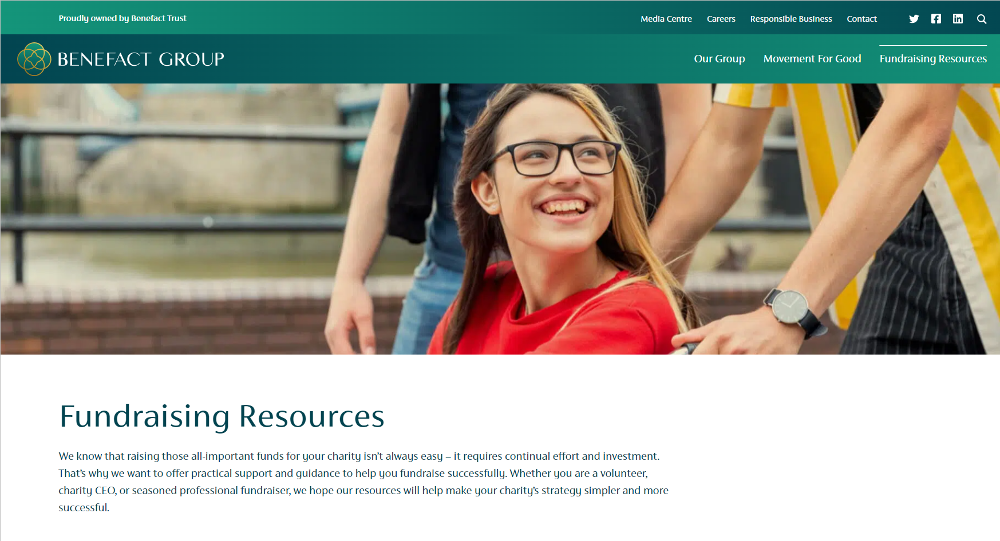 Proudly owned by Benefact Trust
Media Centre Careers Responsible Business Contact
BENEFACT GROUP
Our Group Movement For Good Fundraising Resources
Fundraising Resources
We know that raising those all-important funds for your charity isn’t always easy – it requires continual effort and investment.
That’s why we want to offer practical support and guidance to help you fundraise successfully. Whether you are a volunteer,
charity CEO, or seasoned professional fundraiser, we hope our resources will help make your charity’s strategy simpler and more
successful.